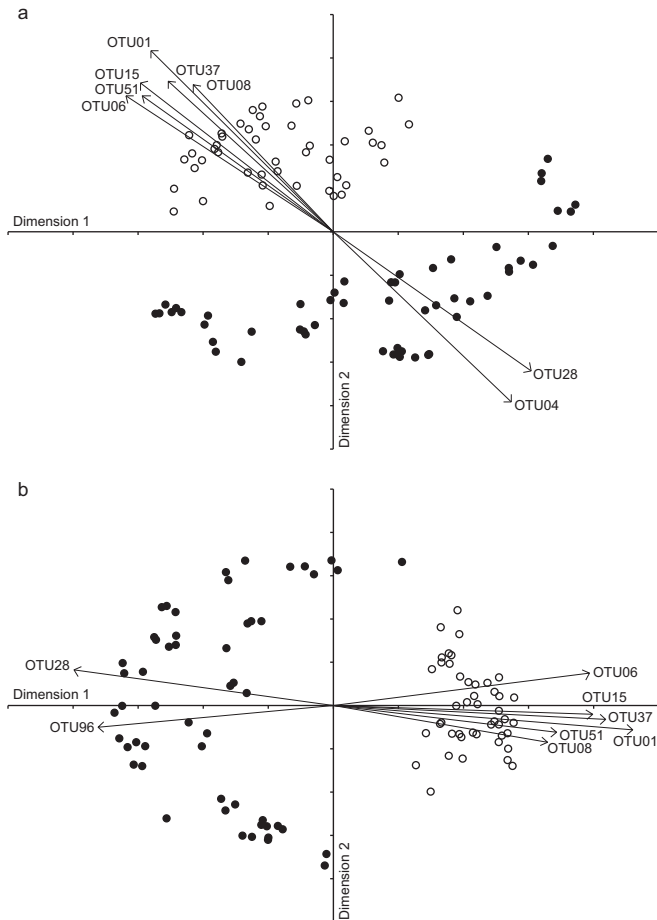 a
OTU01
OTU15
OTU37
OTU51
OTU08
OTU06
Dimension 1
Dimension 2
OTU28
OTU04
b
OTU28
OTU06
Dimension 1
OTU15
OTU37
OTU96
OTU51
OTU01
OTU08
Dimension 2